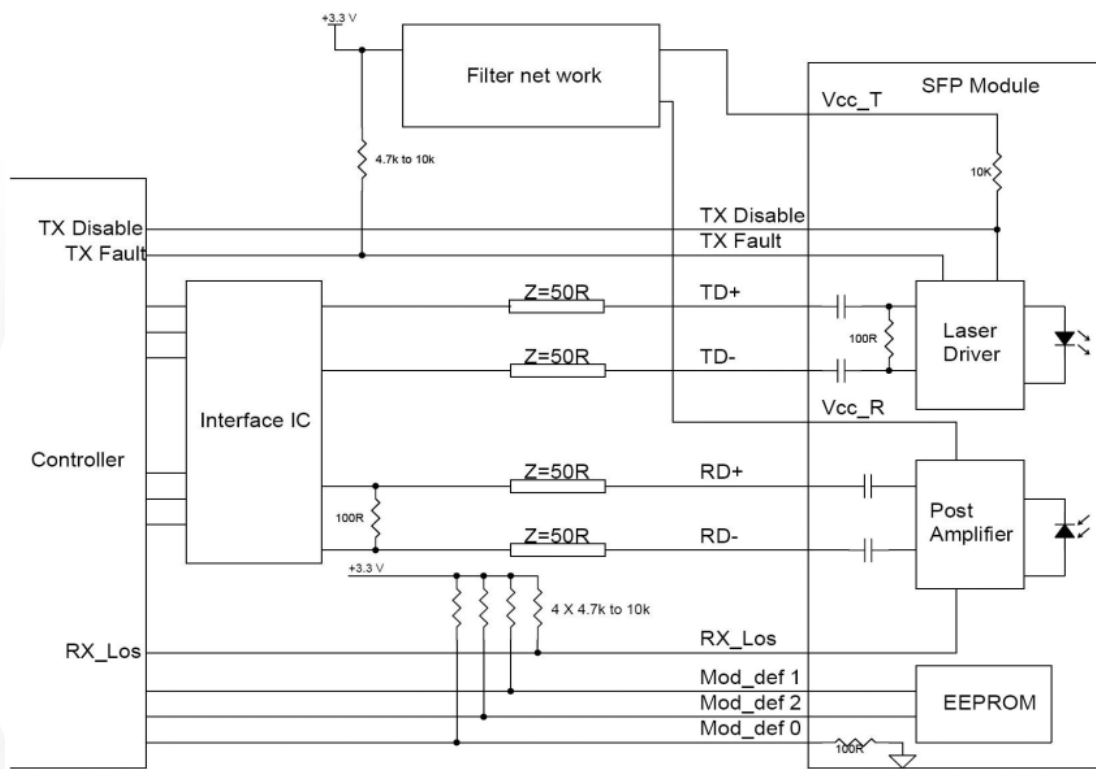 +3.3 V
Filter net work
SFP Module
Vcc_T
4.7k to 10k
10K
TX Disable
TX Disable
TX Fault
TX Fault
Z=50R
TD+
100R
Laser
Driver
Z=50R
TD-
Interface IC
Vcc_R
Controller
Z=50R
RD+
100R
Post
Amplifier
Z=50R
RD-
+3.3 V
4 X 4.7k to 10k
RX_Los
RX_Los
Mod_def 1
EEPROM
Mod_def 2
Mod_def 0
100R